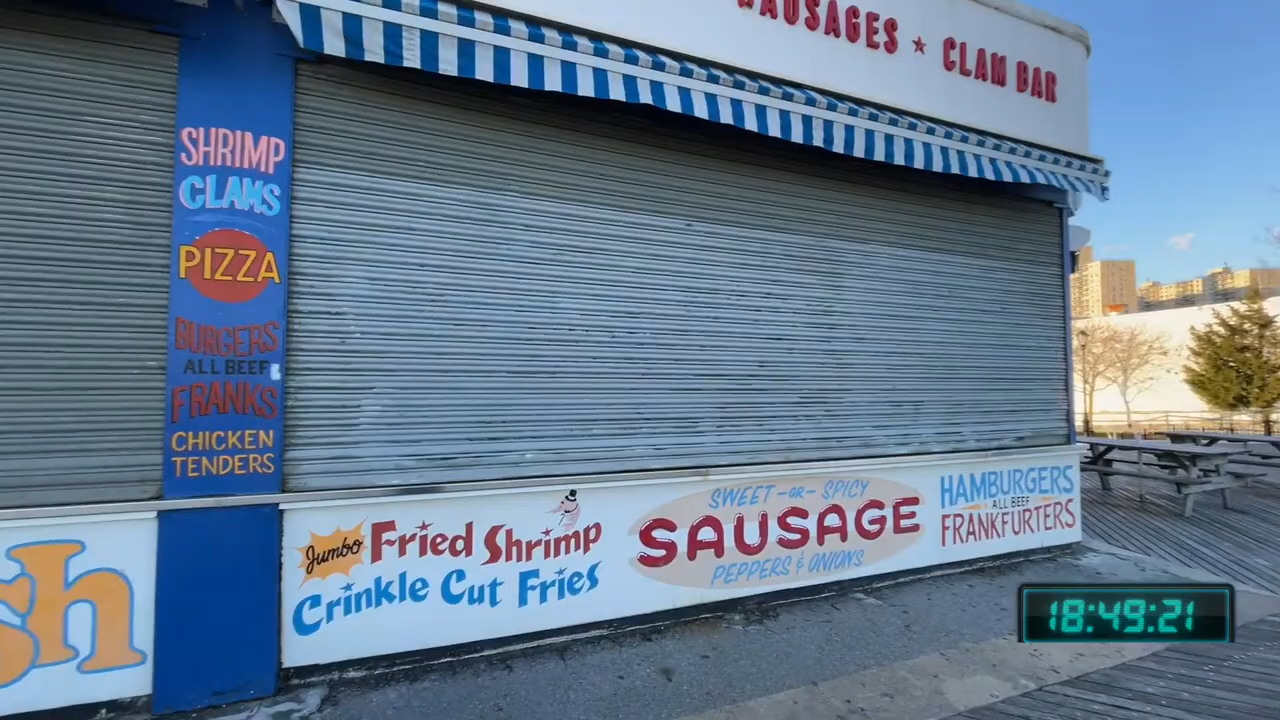 SAUSAGES ★ CLAM BAR
SHRIMP
CLAMS
PIZZA
BURGERS
ALL BEEF
FRANKS
CHICKEN
TENDERS
sh
Jumbo Fried Shrimp
Crinkle Cut Fries
SWEET-OR-SPICY
SAUSAGE
PEPPERS & ONIONS
HAMBURGERS
ALL BEEF
FRANKFURTERS
18:49:21